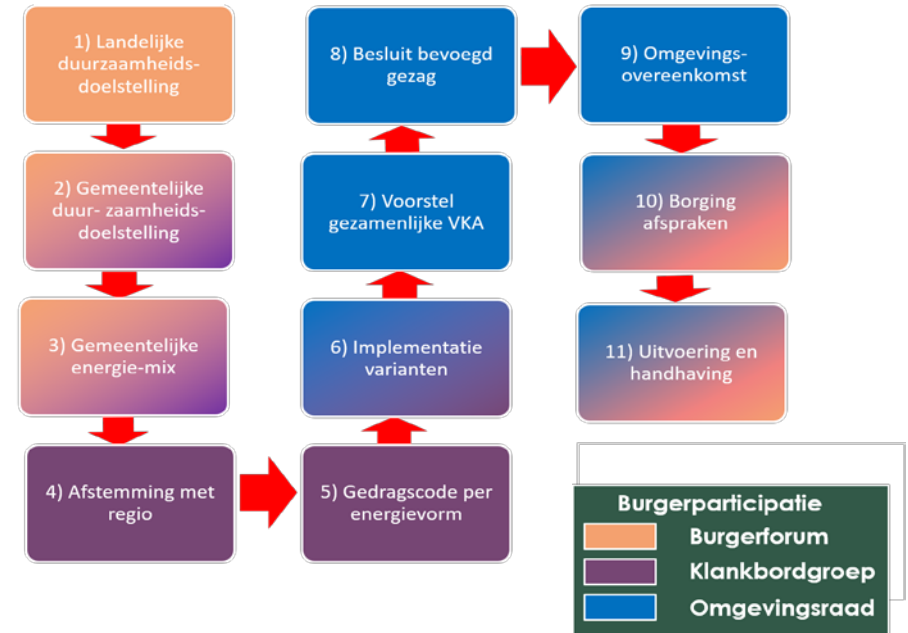 1) Landelijke
duurzaamheids-
doelstelling
2) Gemeentelijke
duur- zaamheids-
doelstelling
3) Gemeentelijke
energie-mix
4) Afstemming met
regio
5) Gedragscode per
energievorm
6) Implementatie
varianten
7) Voorstel
gezamenlijke VKA
8) Besluit bevoegd
gezag
9) Omgevings-
overeenkomst
10) Borging
afspraken
11) Uitvoering en
handhaving
Burgerparticipatie
Burgerforum
Klankbordgroep
Omgevingsraad